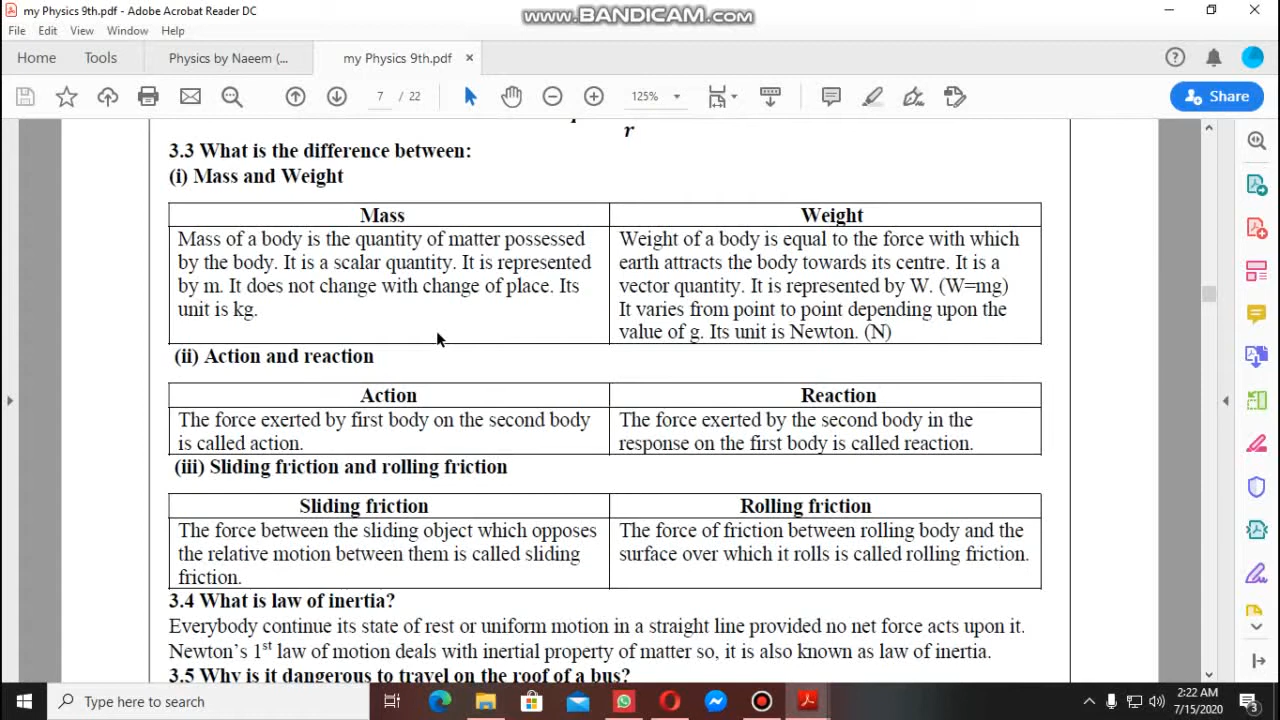 my Physics 9th.pdf - Adobe Acrobat Reader DC
www.BANDICAM.com
File Edit View Window Help
Home Tools Physics by Naeem (... my Physics 9th.pdf ×
7 / 22 125% Share
r
3.3 What is the difference between:
(i) Mass and Weight
Mass Weight
Mass of a body is the quantity of matter possessed
by the body. It is a scalar quantity. It is represented
by m. It does not change with change of place. Its
unit is kg.
Weight of a body is equal to the force with which
earth attracts the body towards its centre. It is a
vector quantity. It is represented by W. (W=mg)
It varies from point to point depending upon the
value of g. Its unit is Newton. (N)
(ii) Action and reaction
Action Reaction
The force exerted by first body on the second body
is called action.
The force exerted by the second body in the
response on the first body is called reaction.
(iii) Sliding friction and rolling friction
Sliding friction Rolling friction
The force between the sliding object which opposes
the relative motion between them is called sliding
friction.
The force of friction between rolling body and the
surface over which it rolls is called rolling friction.
3.4 What is law of inertia?
Everybody continue its state of rest or uniform motion in a straight line provided no net force acts upon it.
Newton's 1st law of motion deals with inertial property of matter so, it is also known as law of inertia.
3.5 Why is it dangerous to travel on the roof of a bus?
Type here to search
2:22 AM
7/15/2020
3